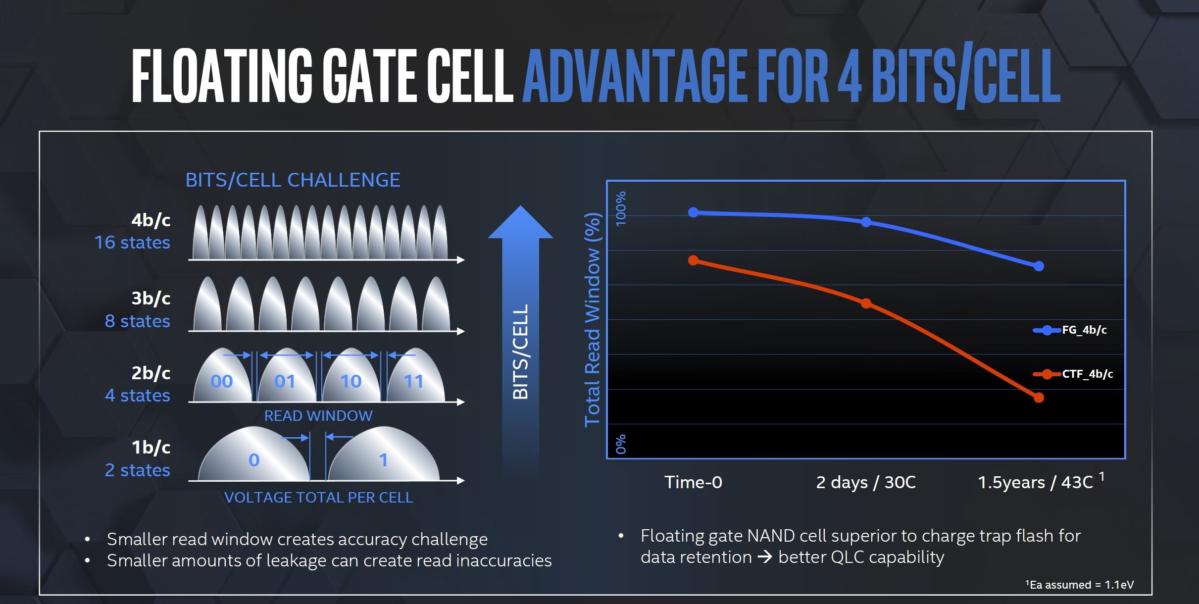 FLOATING GATE CELL ADVANTAGE FOR 4 BITS/CELL
BITS/CELL CHALLENGE
4b/c
16 states
3b/c
8 states
2b/c
4 states
00 01 10 11
READ WINDOW
1b/c
2 states
0 1
VOLTAGE TOTAL PER CELL
BITS/CELL
• Smaller read window creates accuracy challenge
• Smaller amounts of leakage can create read inaccuracies
Total Read Window (%)
100%
0%
FG_4b/c
CTF_4b/c
Time-0 2 days / 30C 1.5years / 43C ¹
• Floating gate NAND cell superior to charge trap flash for
data retention → better QLC capability
¹Ea assumed = 1.1eV